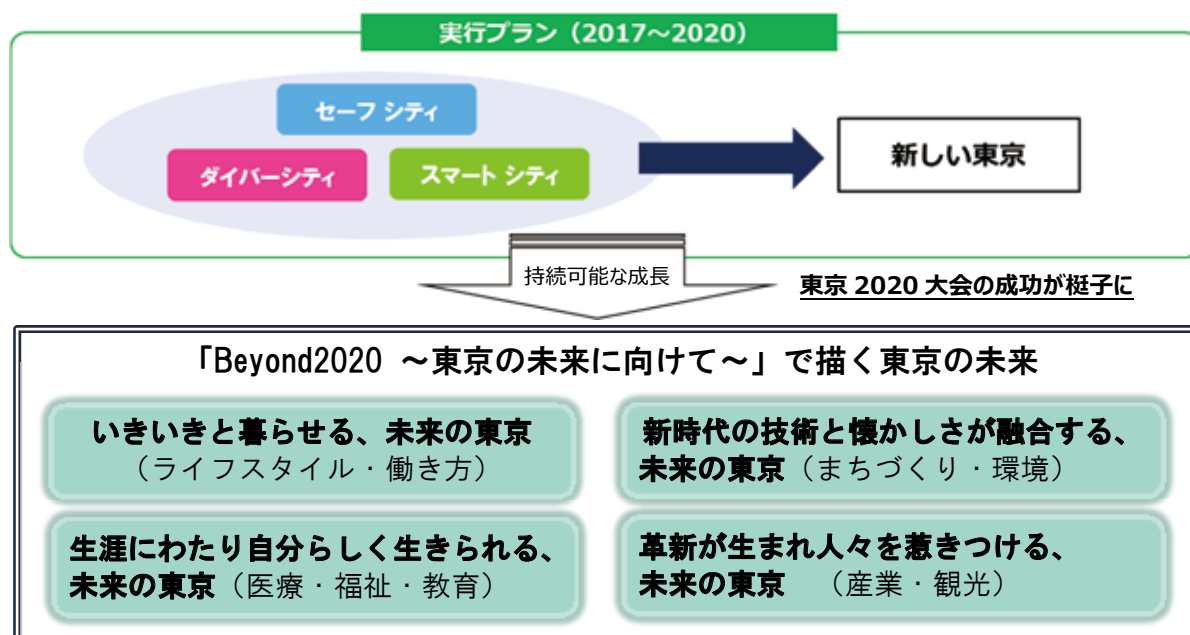 実行プラン（2017～2020）
セーフ シティ
ダイバーシティ
スマート シティ
新しい東京
持続可能な成長
東京 2020 大会の成功が梃子に
「Beyond2020 ～東京の未来に向けて～」で描く東京の未来
いきいきと暮らせる、未来の東京
（ライフスタイル・働き方）
新時代の技術と懐かしさが融合する、
未来の東京（まちづくり・環境）
生涯にわたり自分らしく生きられる、
未来の東京（医療・福祉・教育）
革新が生まれ人々を惹きつける、
未来の東京　（産業・観光）